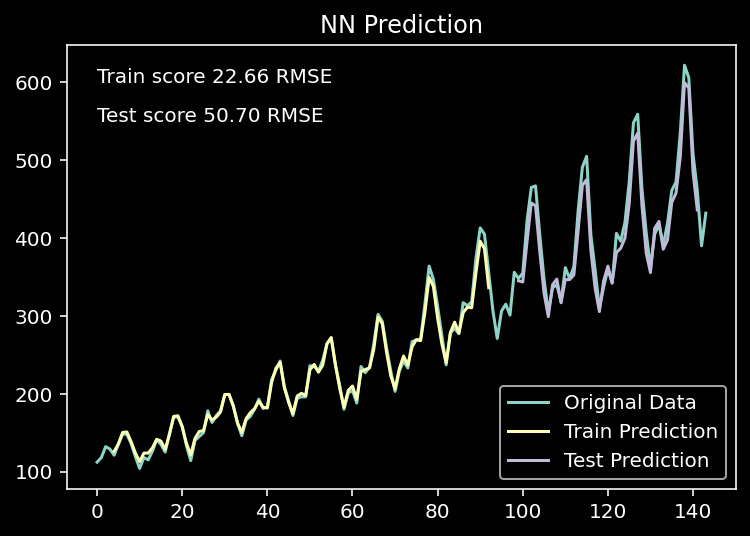 NN Prediction
Train score 22.66 RMSE
Test score 50.70 RMSE
600
500
400
300
200
100
Original Data
Train Prediction
Test Prediction
0 20 40 60 80 100 120 140